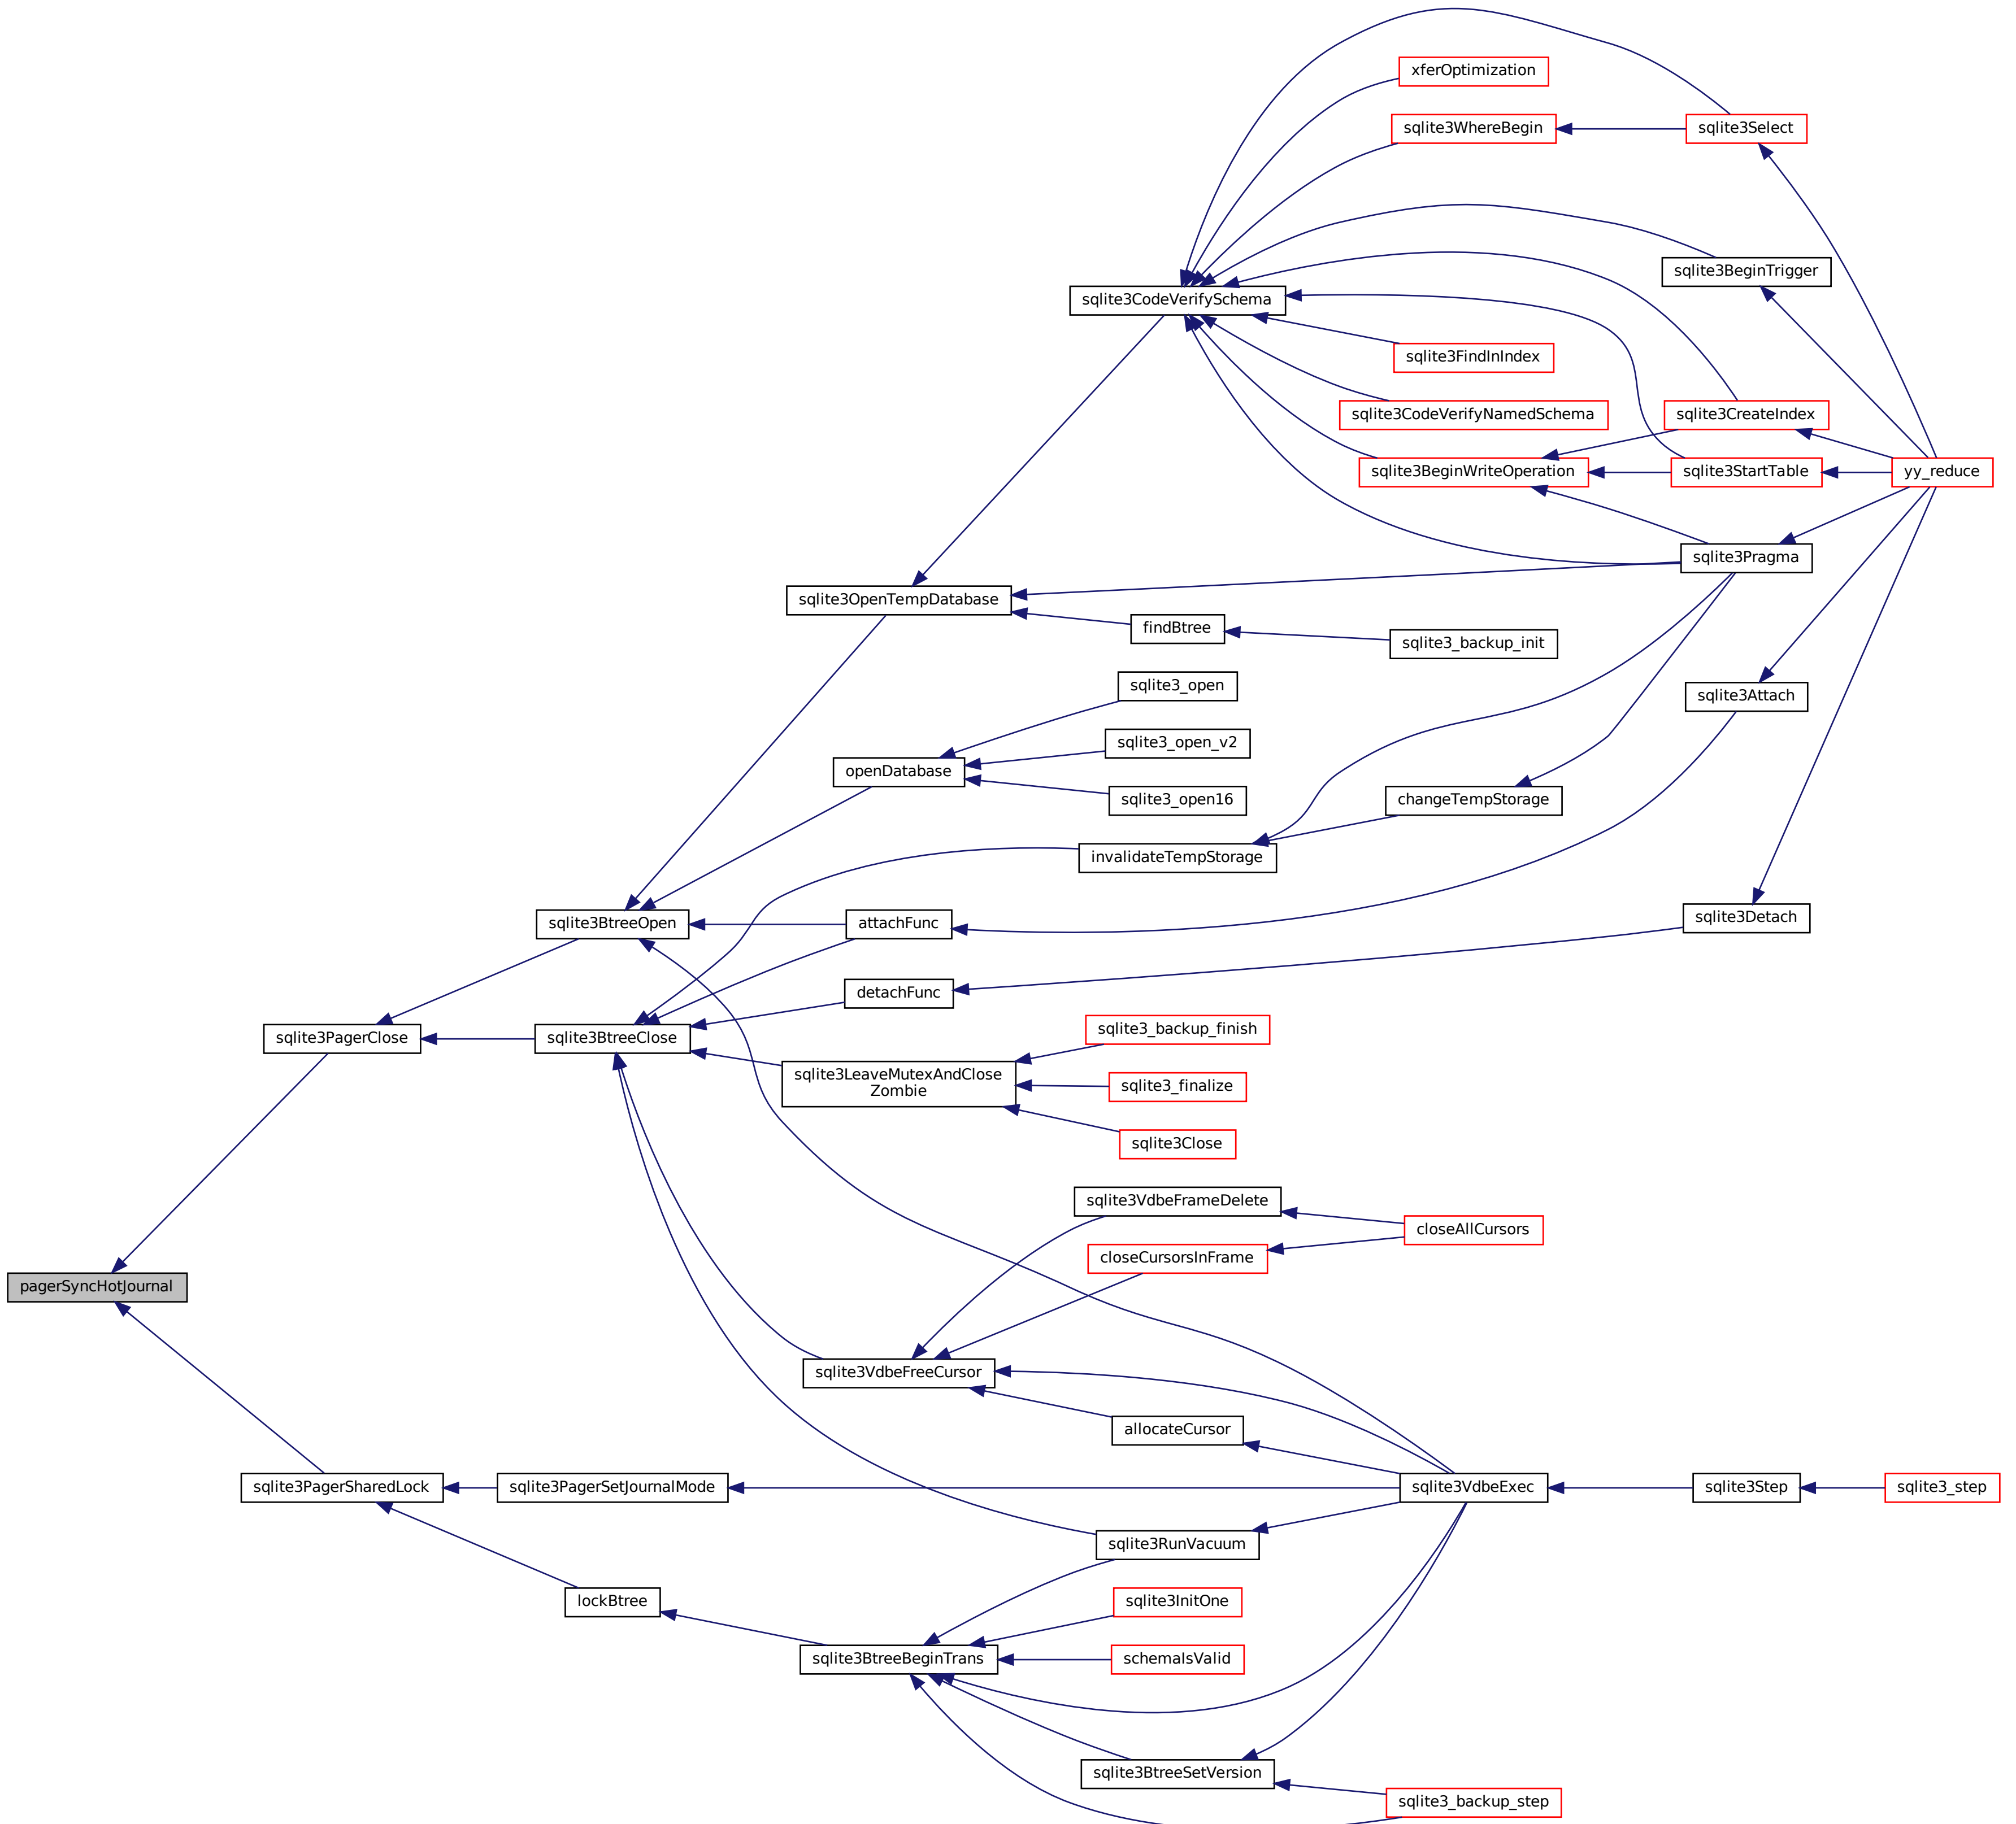 xferOptimization
sqlite3WhereBegin
sqlite3Select
sqlite3BeginTrigger
sqlite3CodeVerifySchema
sqlite3FindInIndex
sqlite3CodeVerifyNamedSchema
sqlite3CreateIndex
sqlite3BeginWriteOperation
sqlite3StartTable
yy_reduce
sqlite3Pragma
sqlite3OpenTempDatabase
findBtree
sqlite3_backup_init
sqlite3_open
sqlite3Attach
sqlite3_open_v2
openDatabase
sqlite3_open16
changeTempStorage
invalidateTempStorage
sqlite3BtreeOpen
attachFunc
sqlite3Detach
detachFunc
sqlite3PagerClose
sqlite3BtreeClose
sqlite3_backup_finish
sqlite3LeaveMutexAndClose
Zombie
sqlite3_finalize
sqlite3Close
sqlite3VdbeFrameDelete
closeAllCursors
closeCursorsInFrame
pagerSyncHotJournal
sqlite3VdbeFreeCursor
allocateCursor
sqlite3PagerSharedLock
sqlite3PagerSetJournalMode
sqlite3VdbeExec
sqlite3Step
sqlite3_step
sqlite3RunVacuum
lockBtree
sqlite3InitOne
sqlite3BtreeBeginTrans
schemaIsValid
sqlite3BtreeSetVersion
sqlite3_backup_step